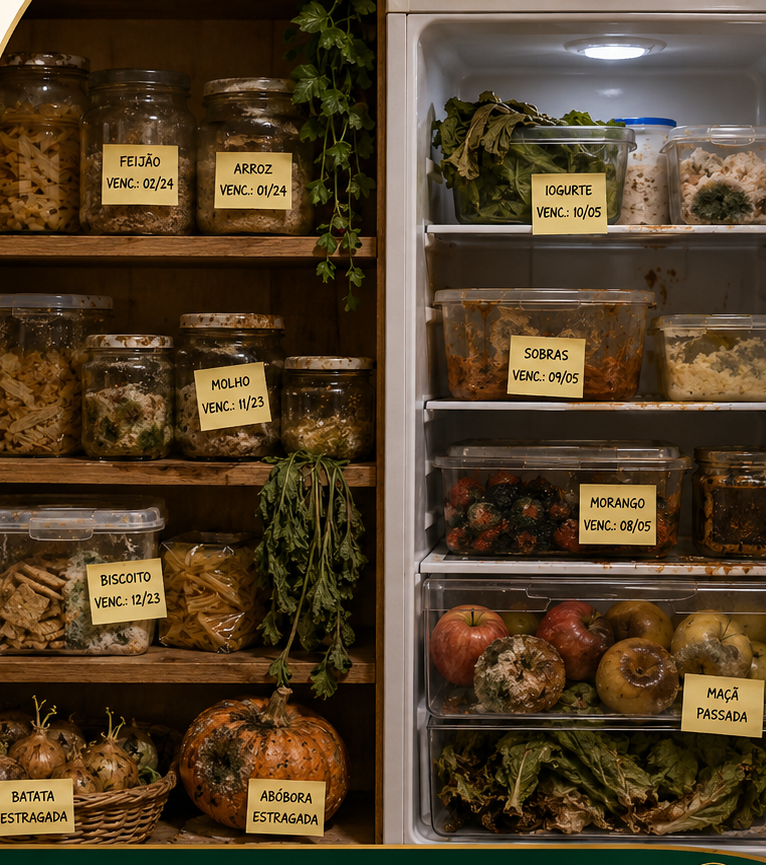 FEIJÃO
VENC.: 02/24
ARROZ
VENC.: 01/24
MOLHO
VENC.: 11/23
BISCOITO
VENC.: 12/23
BATATA
ESTRAGADA
ABÓBORA
ESTRAGADA
IOGURTE
VENC.: 10/05
SOBRAS
VENC.: 09/05
MORANGO
VENC.: 08/05
MAÇÃ
PASSADA